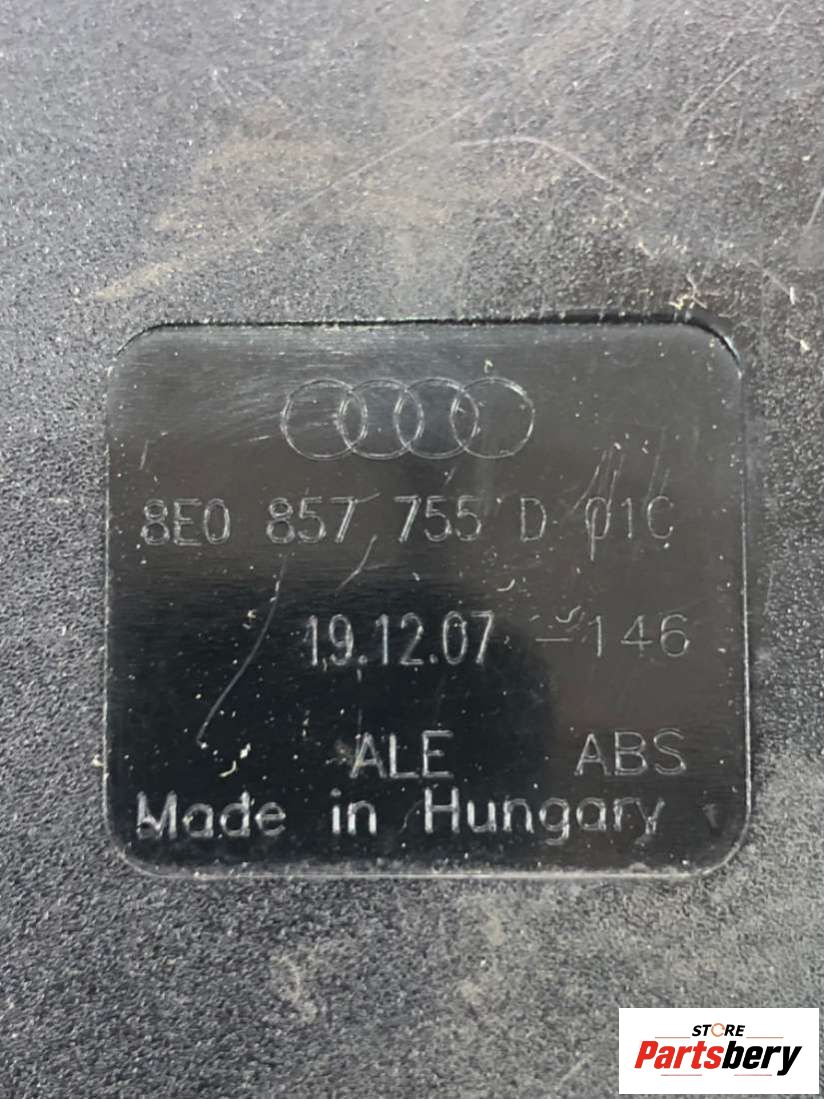 8E0 857 755 D 01C
19.12.07 -146
ALE ABS
Made in Hungary
STORE
Partsbery